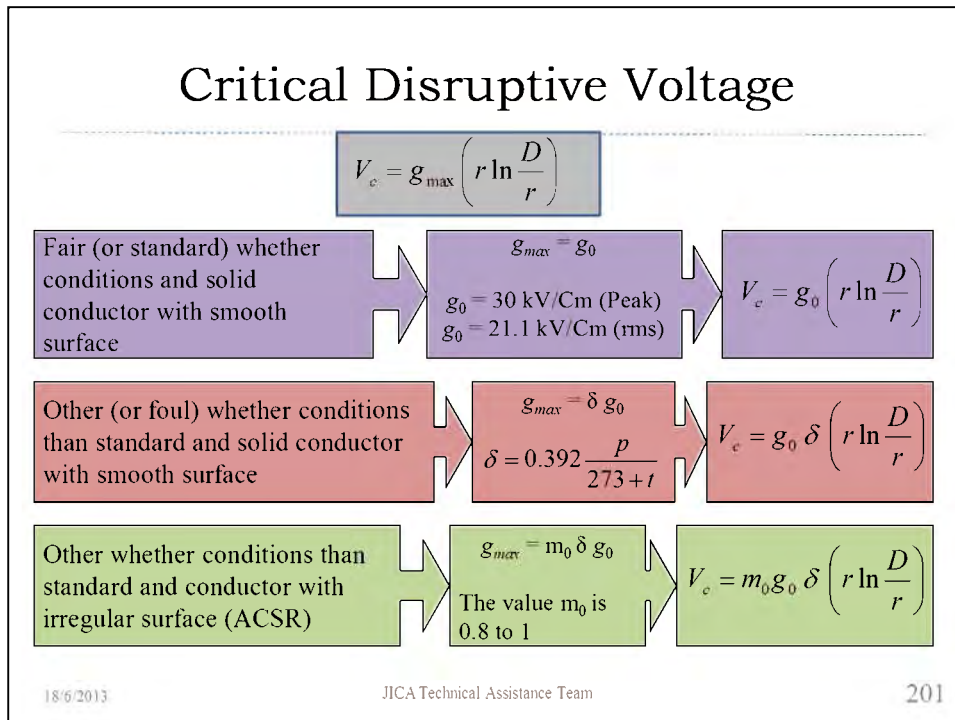 Critical Disruptive Voltage
V_c = g_max ( r ln D/r )
Fair (or standard) whether
conditions and solid
conductor with smooth
surface
g_max = g_0
g_0 = 30 kV/Cm (Peak)
g_0 = 21.1 kV/Cm (rms)
V_c = g_0 ( r ln D/r )
Other (or foul) whether conditions
than standard and solid conductor
with smooth surface
g_max = δ g_0
δ = 0.392 p/(273 + t)
V_c = g_0 δ ( r ln D/r )
Other whether conditions than
standard and conductor with
irregular surface (ACSR)
g_max = m_0 δ g_0
The value m_0 is
0.8 to 1
V_c = m_0 g_0 δ ( r ln D/r )
18/6/2013
JICA Technical Assistance Team
201